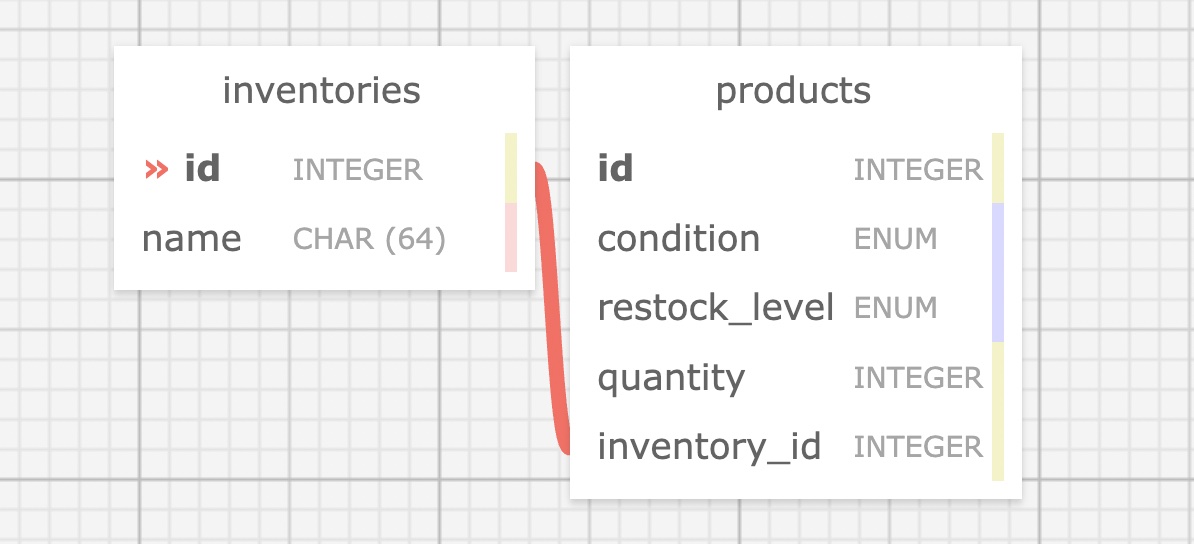 inventories
» id INTEGER
name CHAR (64)
products
id INTEGER
condition ENUM
restock_level ENUM
quantity INTEGER
inventory_id INTEGER